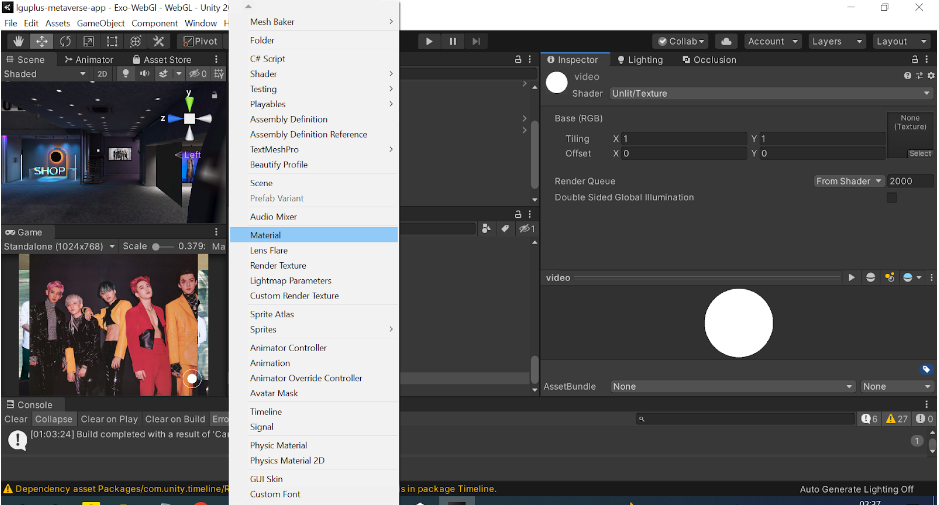 lguplus-metaverse-app - Exo-WebGl - WebGL - Unity 20
File Edit Assets GameObject Component Window H
Pivot
Collab
Account
Layers
Layout
Scene
Animator
Asset Store
Shaded
2D
0
y
z
Left
SHOP
Game
Standalone (1024x768)
Scale
0.379:
Ma
Console
Clear
Collapse
Clear on Play
Clear on Build
Erro
[01:03:24] Build completed with a result of 'Ca
Dependency asset Packages/com.unity.timeline/R
s in package Timeline.
Mesh Baker
Folder
C# Script
Shader
Testing
Playables
Assembly Definition
Assembly Definition Reference
TextMeshPro
Beautify Profile
Scene
Prefab Variant
Audio Mixer
Material
Lens Flare
Render Texture
Lightmap Parameters
Custom Render Texture
Sprite Atlas
Sprites
Animator Controller
Animation
Animator Override Controller
Avatar Mask
Timeline
Signal
Physic Material
Physics Material 2D
GUI Skin
Custom Font
1
Inspector
Lighting
Occlusion
video
Shader
Unlit/Texture
Base (RGB)
None
(Texture)
Select
Tiling X 1 Y 1
Offset X 0 Y 0
Render Queue
From Shader
2000
Double Sided Global Illumination
video
AssetBundle
None
None
6
27
0
1
Auto Generate Lighting Off
02:37